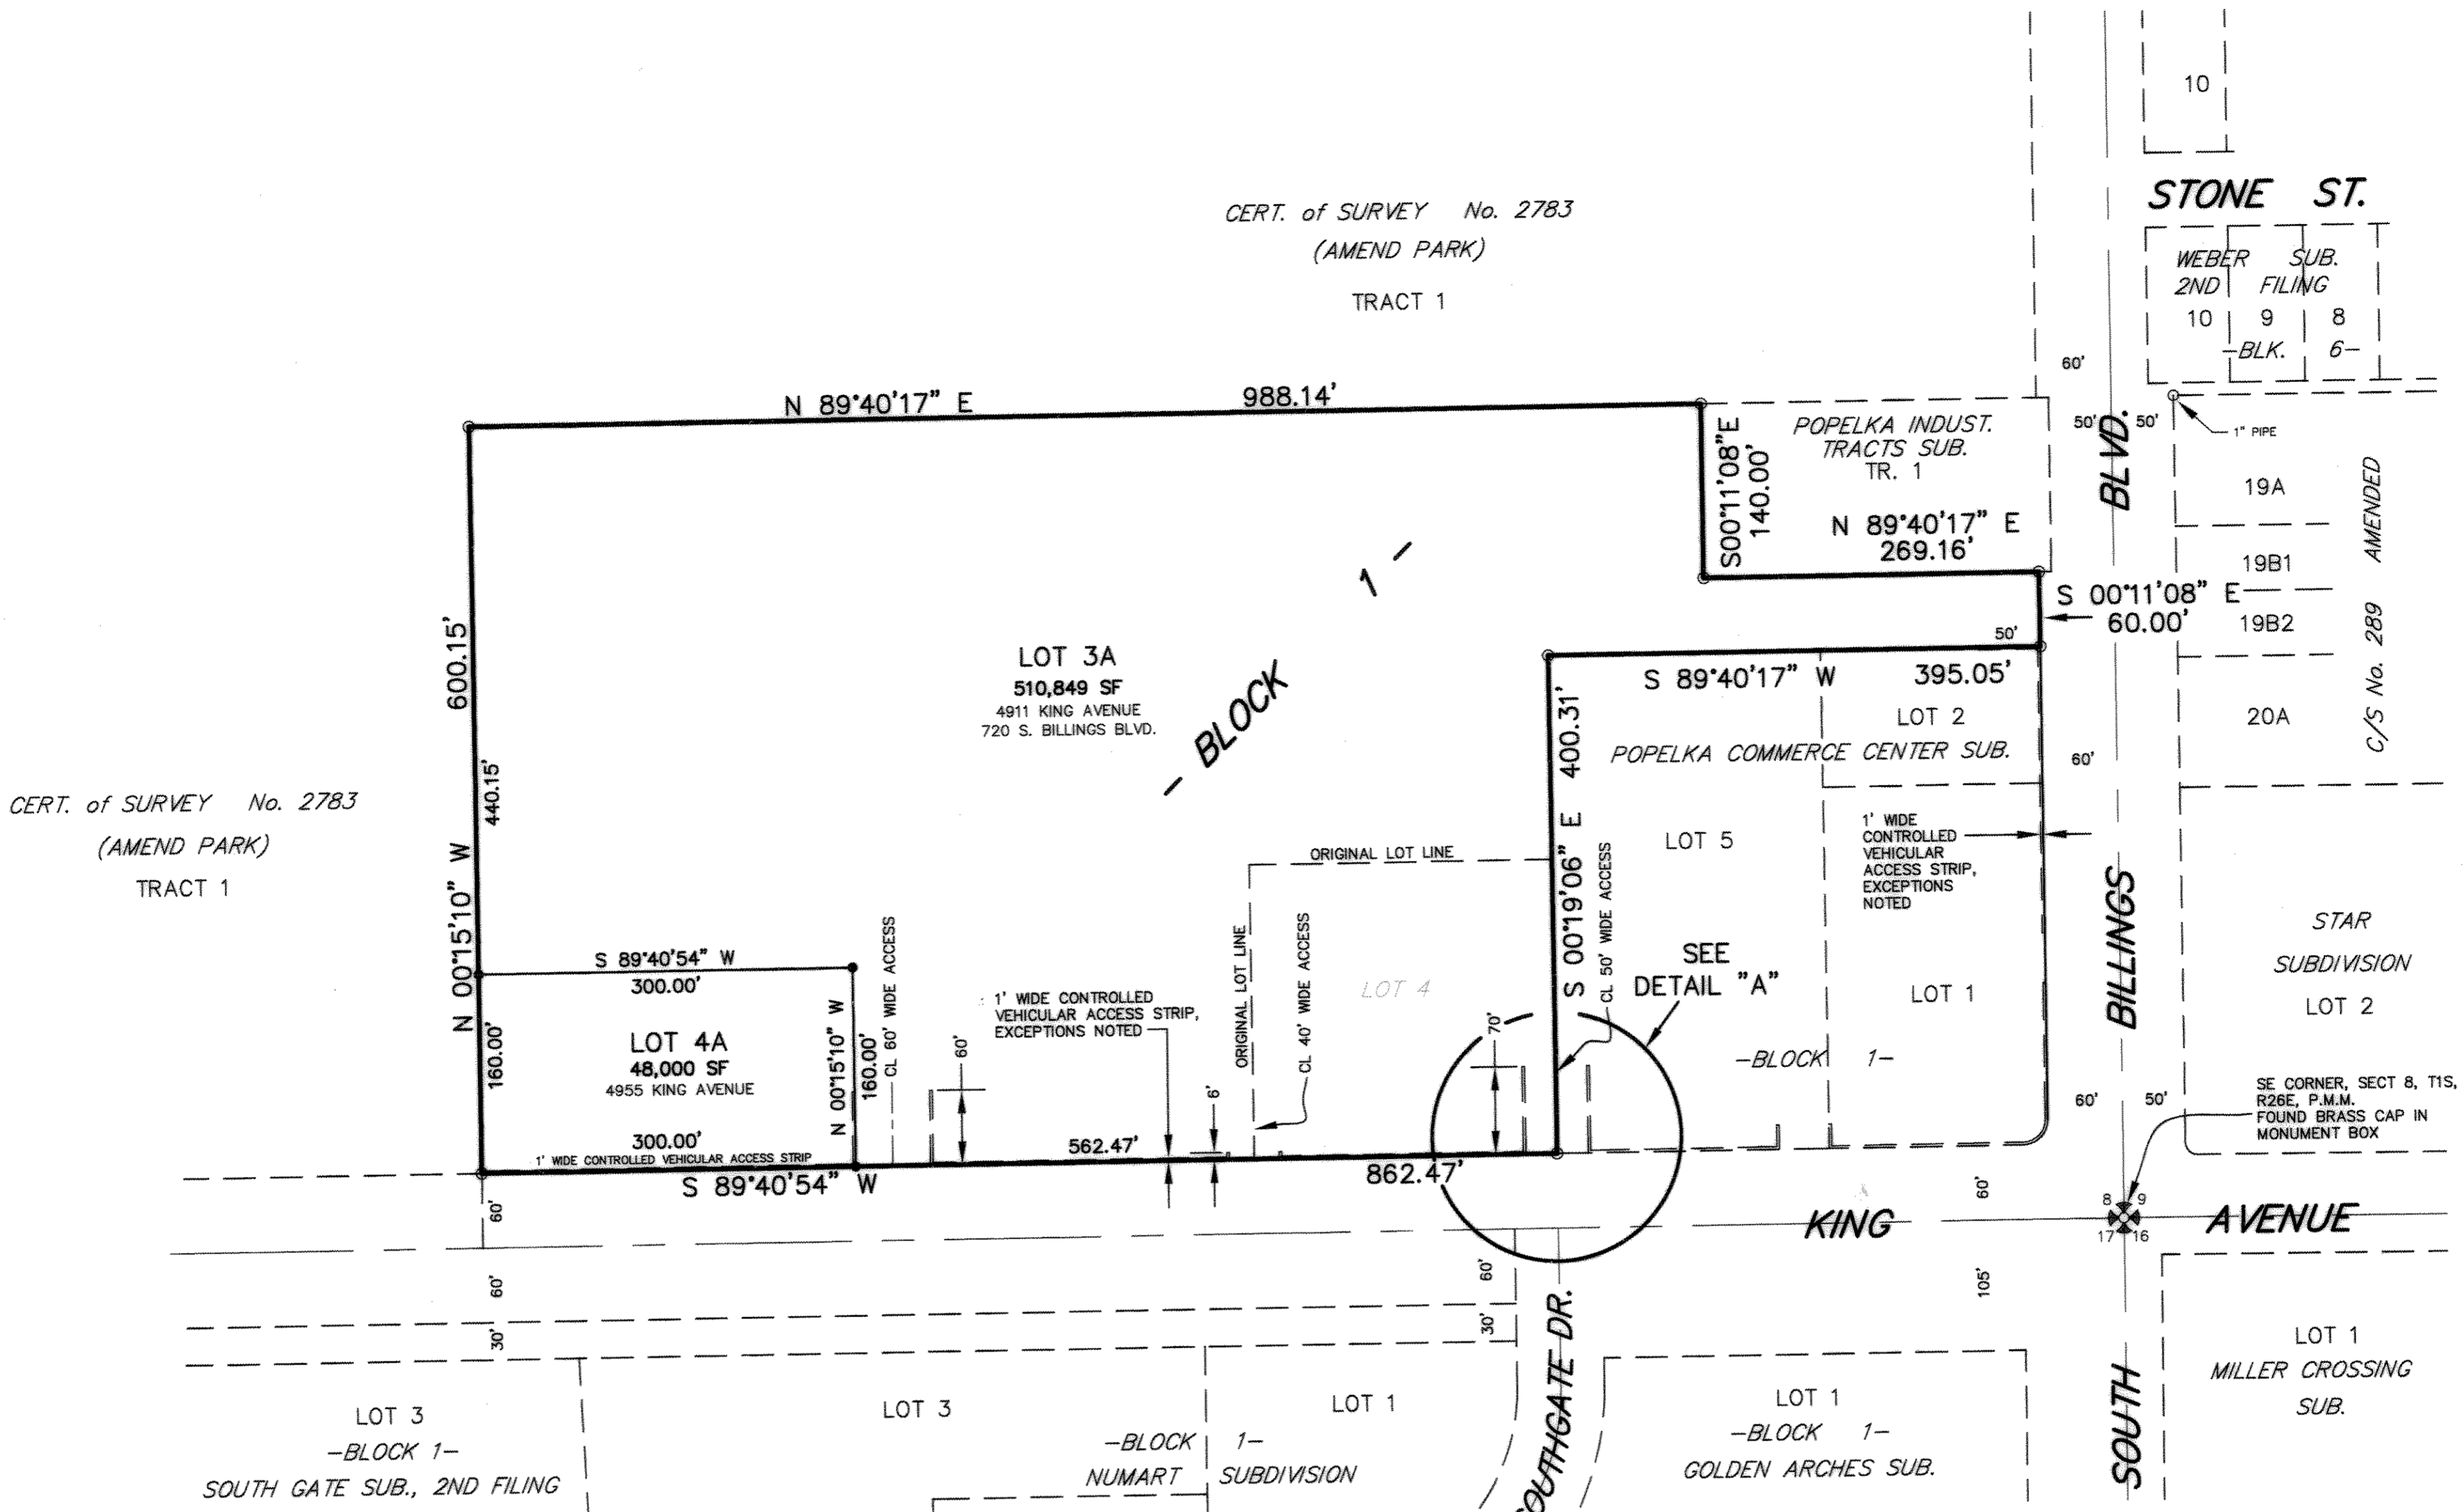 10
STONE ST.
CERT. of SURVEY No. 2783
(AMEND PARK)
TRACT 1
WEBER SUB.
2ND FILING
10 9 8
-BLK. 6-
60'
N 89°40'17" E 988.14'
50' 50'
1" PIPE
POPELKA INDUST.
TRACTS SUB.
TR. 1
S00°11'08"E
140.00'
N 89°40'17" E
269.16'
BLVD.
19A
19B1
19B2
20A
C/S No. 289 AMENDED
S 00°11'08" E
60.00'
50'
S 89°40'17" W 395.05'
LOT 2
POPELKA COMMERCE CENTER SUB.
60'
600.15'
440.15'
N 00°15'10" W
LOT 3A
510,849 SF
4911 KING AVENUE
720 S. BILLINGS BLVD.
- BLOCK 1 -
S 00°19'06" E 400.31'
CL 50' WIDE ACCESS
CERT. of SURVEY No. 2783
(AMEND PARK)
TRACT 1
ORIGINAL LOT LINE
LOT 5
1' WIDE
CONTROLLED
VEHICULAR
ACCESS STRIP,
EXCEPTIONS
NOTED
BILLINGS
STAR
SUBDIVISION
LOT 2
S 89°40'54" W
300.00'
CL 60' WIDE ACCESS
1' WIDE CONTROLLED
VEHICULAR ACCESS STRIP,
EXCEPTIONS NOTED
ORIGINAL LOT LINE
CL 40' WIDE ACCESS
LOT 4
SEE
DETAIL "A"
LOT 1
-BLOCK 1-
160.00'
LOT 4A
48,000 SF
4955 KING AVENUE
N 00°15'10" W
160.00'
60'
6'
70'
60' 50'
SE CORNER, SECT 8, T1S,
R26E, P.M.M.
FOUND BRASS CAP IN
MONUMENT BOX
300.00'
1' WIDE CONTROLLED VEHICULAR ACCESS STRIP
562.47'
S 89°40'54" W
862.47'
60'
60'
8 9
17 16
KING AVENUE
60'
60'
105'
30'
30'
SOUTHGATE DR.
SOUTH
LOT 3
-BLOCK 1-
SOUTH GATE SUB., 2ND FILING
LOT 3
LOT 1
-BLOCK 1-
NUMART SUBDIVISION
LOT 1
-BLOCK 1-
GOLDEN ARCHES SUB.
LOT 1
MILLER CROSSING
SUB.